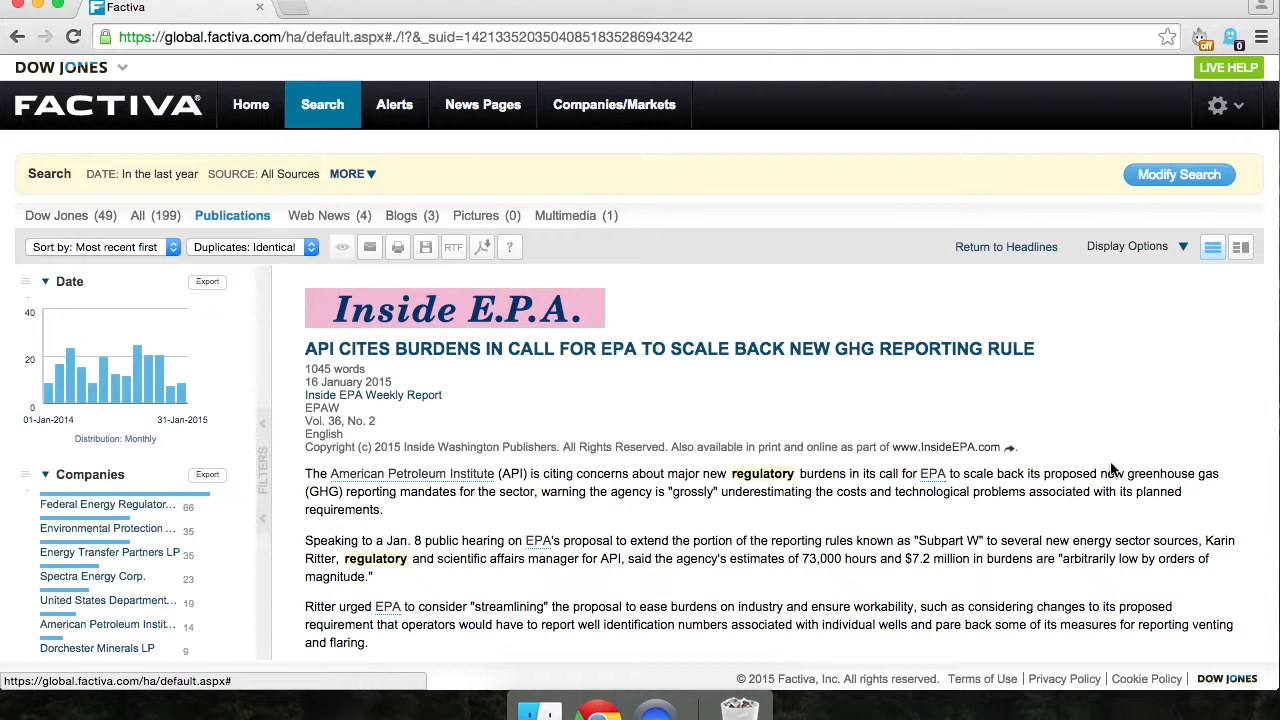 Factiva
https://global.factiva.com/ha/default.aspx#./!?&_suid=14213352035040851835286943242
off
0
DOW JONES
LIVE HELP
FACTIVA
Home
Search
Alerts
News Pages
Companies/Markets
Search DATE: In the last year SOURCE: All Sources MORE
Modify Search
Dow Jones (49) All (199) Publications Web News (4) Blogs (3) Pictures (0) Multimedia (1)
Sort by: Most recent first
Duplicates: Identical
RTF
?
Return to Headlines
Display Options
Date
Export
40
20
0
01-Jan-2014
31-Jan-2015
Distribution: Monthly
Companies
Export
Federal Energy Regulator... 66
Environmental Protection ... 35
Energy Transfer Partners LP 35
Spectra Energy Corp. 23
United States Department... 19
American Petroleum Instit... 14
Dorchester Minerals LP 9
FILTERS
Inside E.P.A.
API CITES BURDENS IN CALL FOR EPA TO SCALE BACK NEW GHG REPORTING RULE
1045 words
16 January 2015
Inside EPA Weekly Report
EPAW
Vol. 36, No. 2
English
Copyright (c) 2015 Inside Washington Publishers. All Rights Reserved. Also available in print and online as part of www.InsideEPA.com .
The American Petroleum Institute (API) is citing concerns about major new regulatory burdens in its call for EPA to scale back its proposed new greenhouse gas
(GHG) reporting mandates for the sector, warning the agency is "grossly" underestimating the costs and technological problems associated with its planned
requirements.
Speaking to a Jan. 8 public hearing on EPA's proposal to extend the portion of the reporting rules known as "Subpart W" to several new energy sector sources, Karin
Ritter, regulatory and scientific affairs manager for API, said the agency's estimates of 73,000 hours and $7.2 million in burdens are "arbitrarily low by orders of
magnitude."
Ritter urged EPA to consider "streamlining" the proposal to ease burdens on industry and ensure workability, such as considering changes to its proposed
requirement that operators would have to report well identification numbers associated with individual wells and pare back some of its measures for reporting venting
and flaring.
https://global.factiva.com/ha/default.aspx#
© 2015 Factiva, Inc. All rights reserved. Terms of Use | Privacy Policy | Cookie Policy | DOW JONES